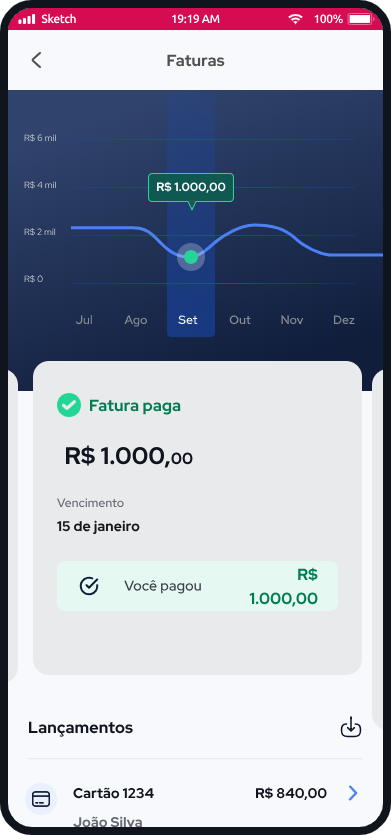 Sketch 19:19 AM 100%
Faturas
R$ 6 mil
R$ 4 mil
R$ 1.000,00
R$ 2 mil
R$ 0
Jul Ago Set Out Nov Dez
Fatura paga
R$ 1.000,00
Vencimento
15 de janeiro
Você pagou R$
1.000,00
Lançamentos
Cartão 1234 R$ 840,00
João Silva